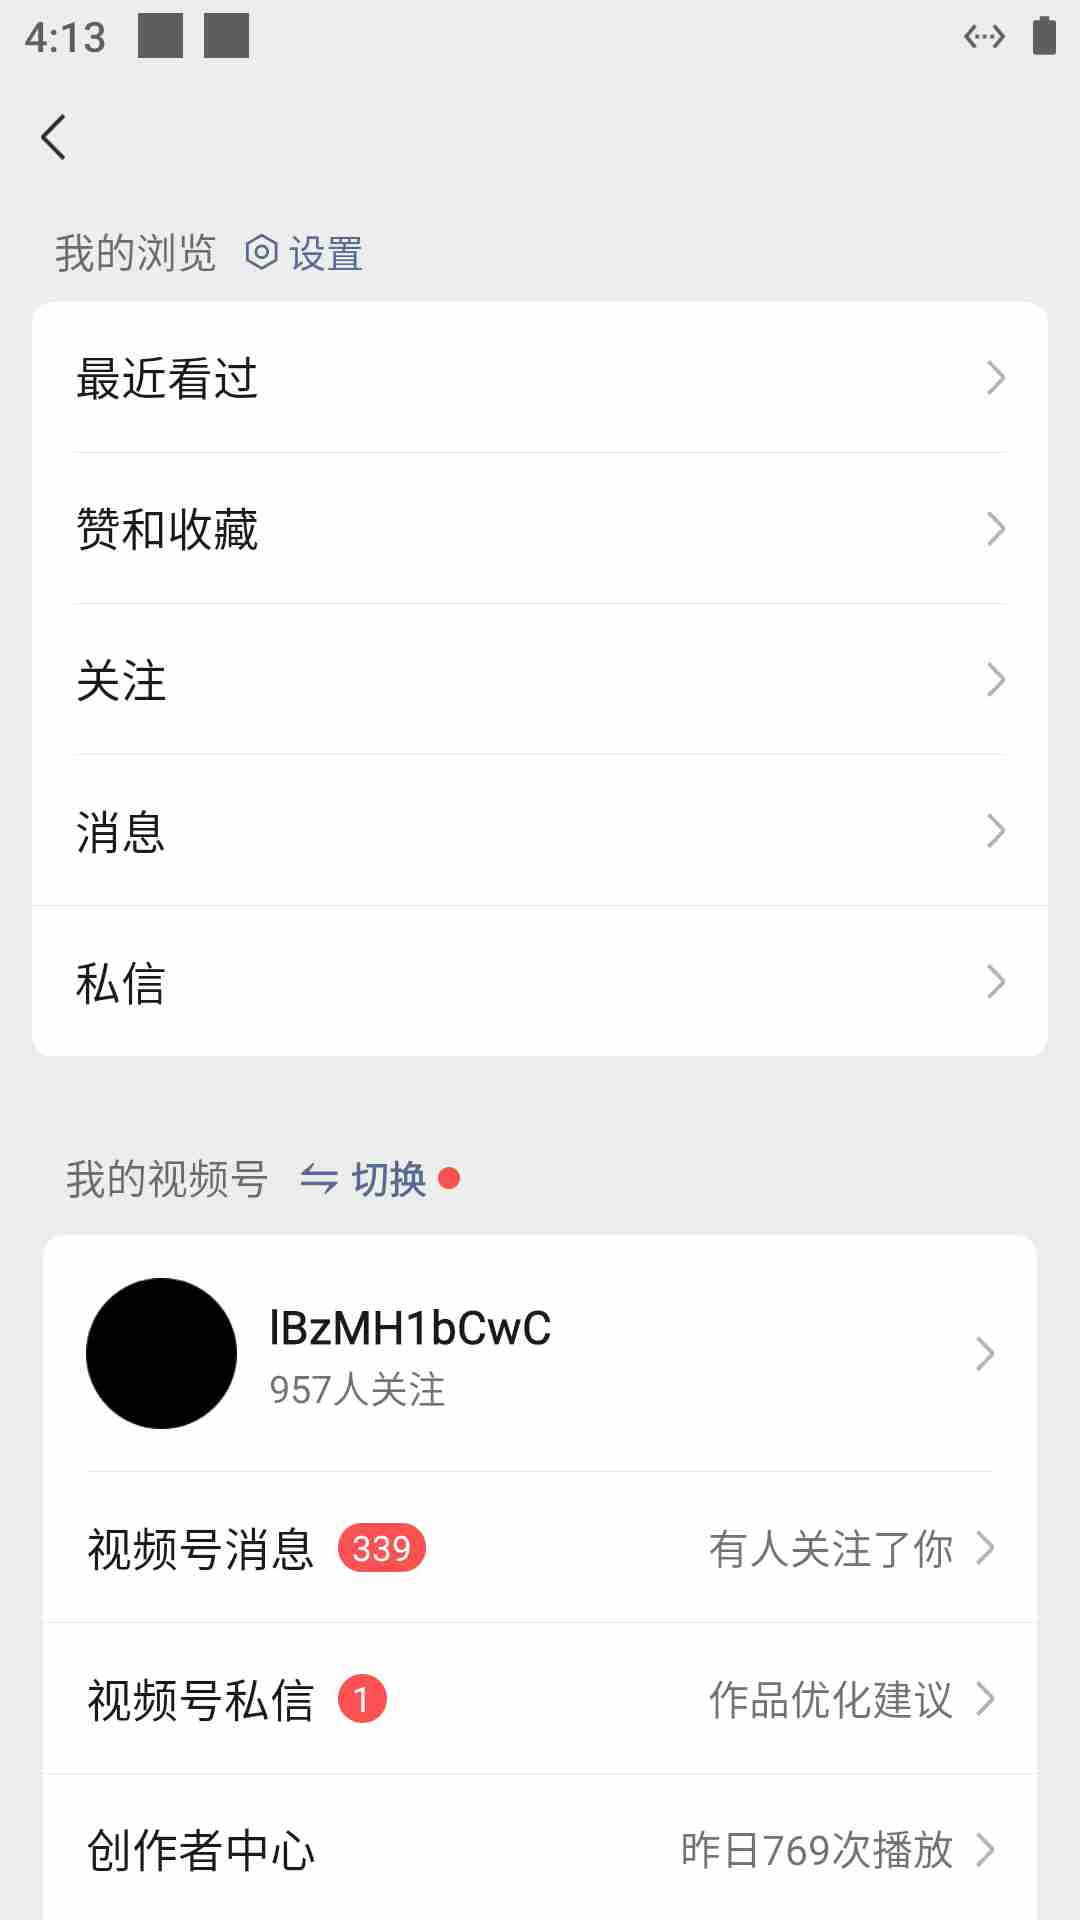 4:13
我的浏览 设置
最近看过
赞和收藏
关注
消息
私信
我的视频号 切换
lBzMH1bCwC
957人关注
视频号消息 339 有人关注了你
视频号私信 1 作品优化建议
创作者中心 昨日769次播放